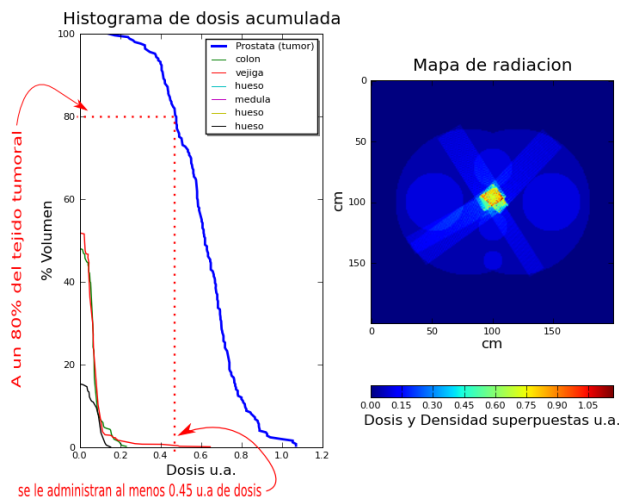 Histograma de dosis acumulada
100
80
60
40
20
0
% Volumen
0.0 0.2 0.4 0.6 0.8 1.0 1.2
Dosis u.a.
Prostata (tumor)
colon
vejiga
hueso
medula
hueso
hueso
A un 80% del tejido tumoral
se le administran al menos 0.45 u.a de dosis
Mapa de radiacion
0
50
100
150
cm
0 50 100 150
cm
0.00 0.15 0.30 0.45 0.60 0.75 0.90 1.05
Dosis y Densidad superpuestas u.a.